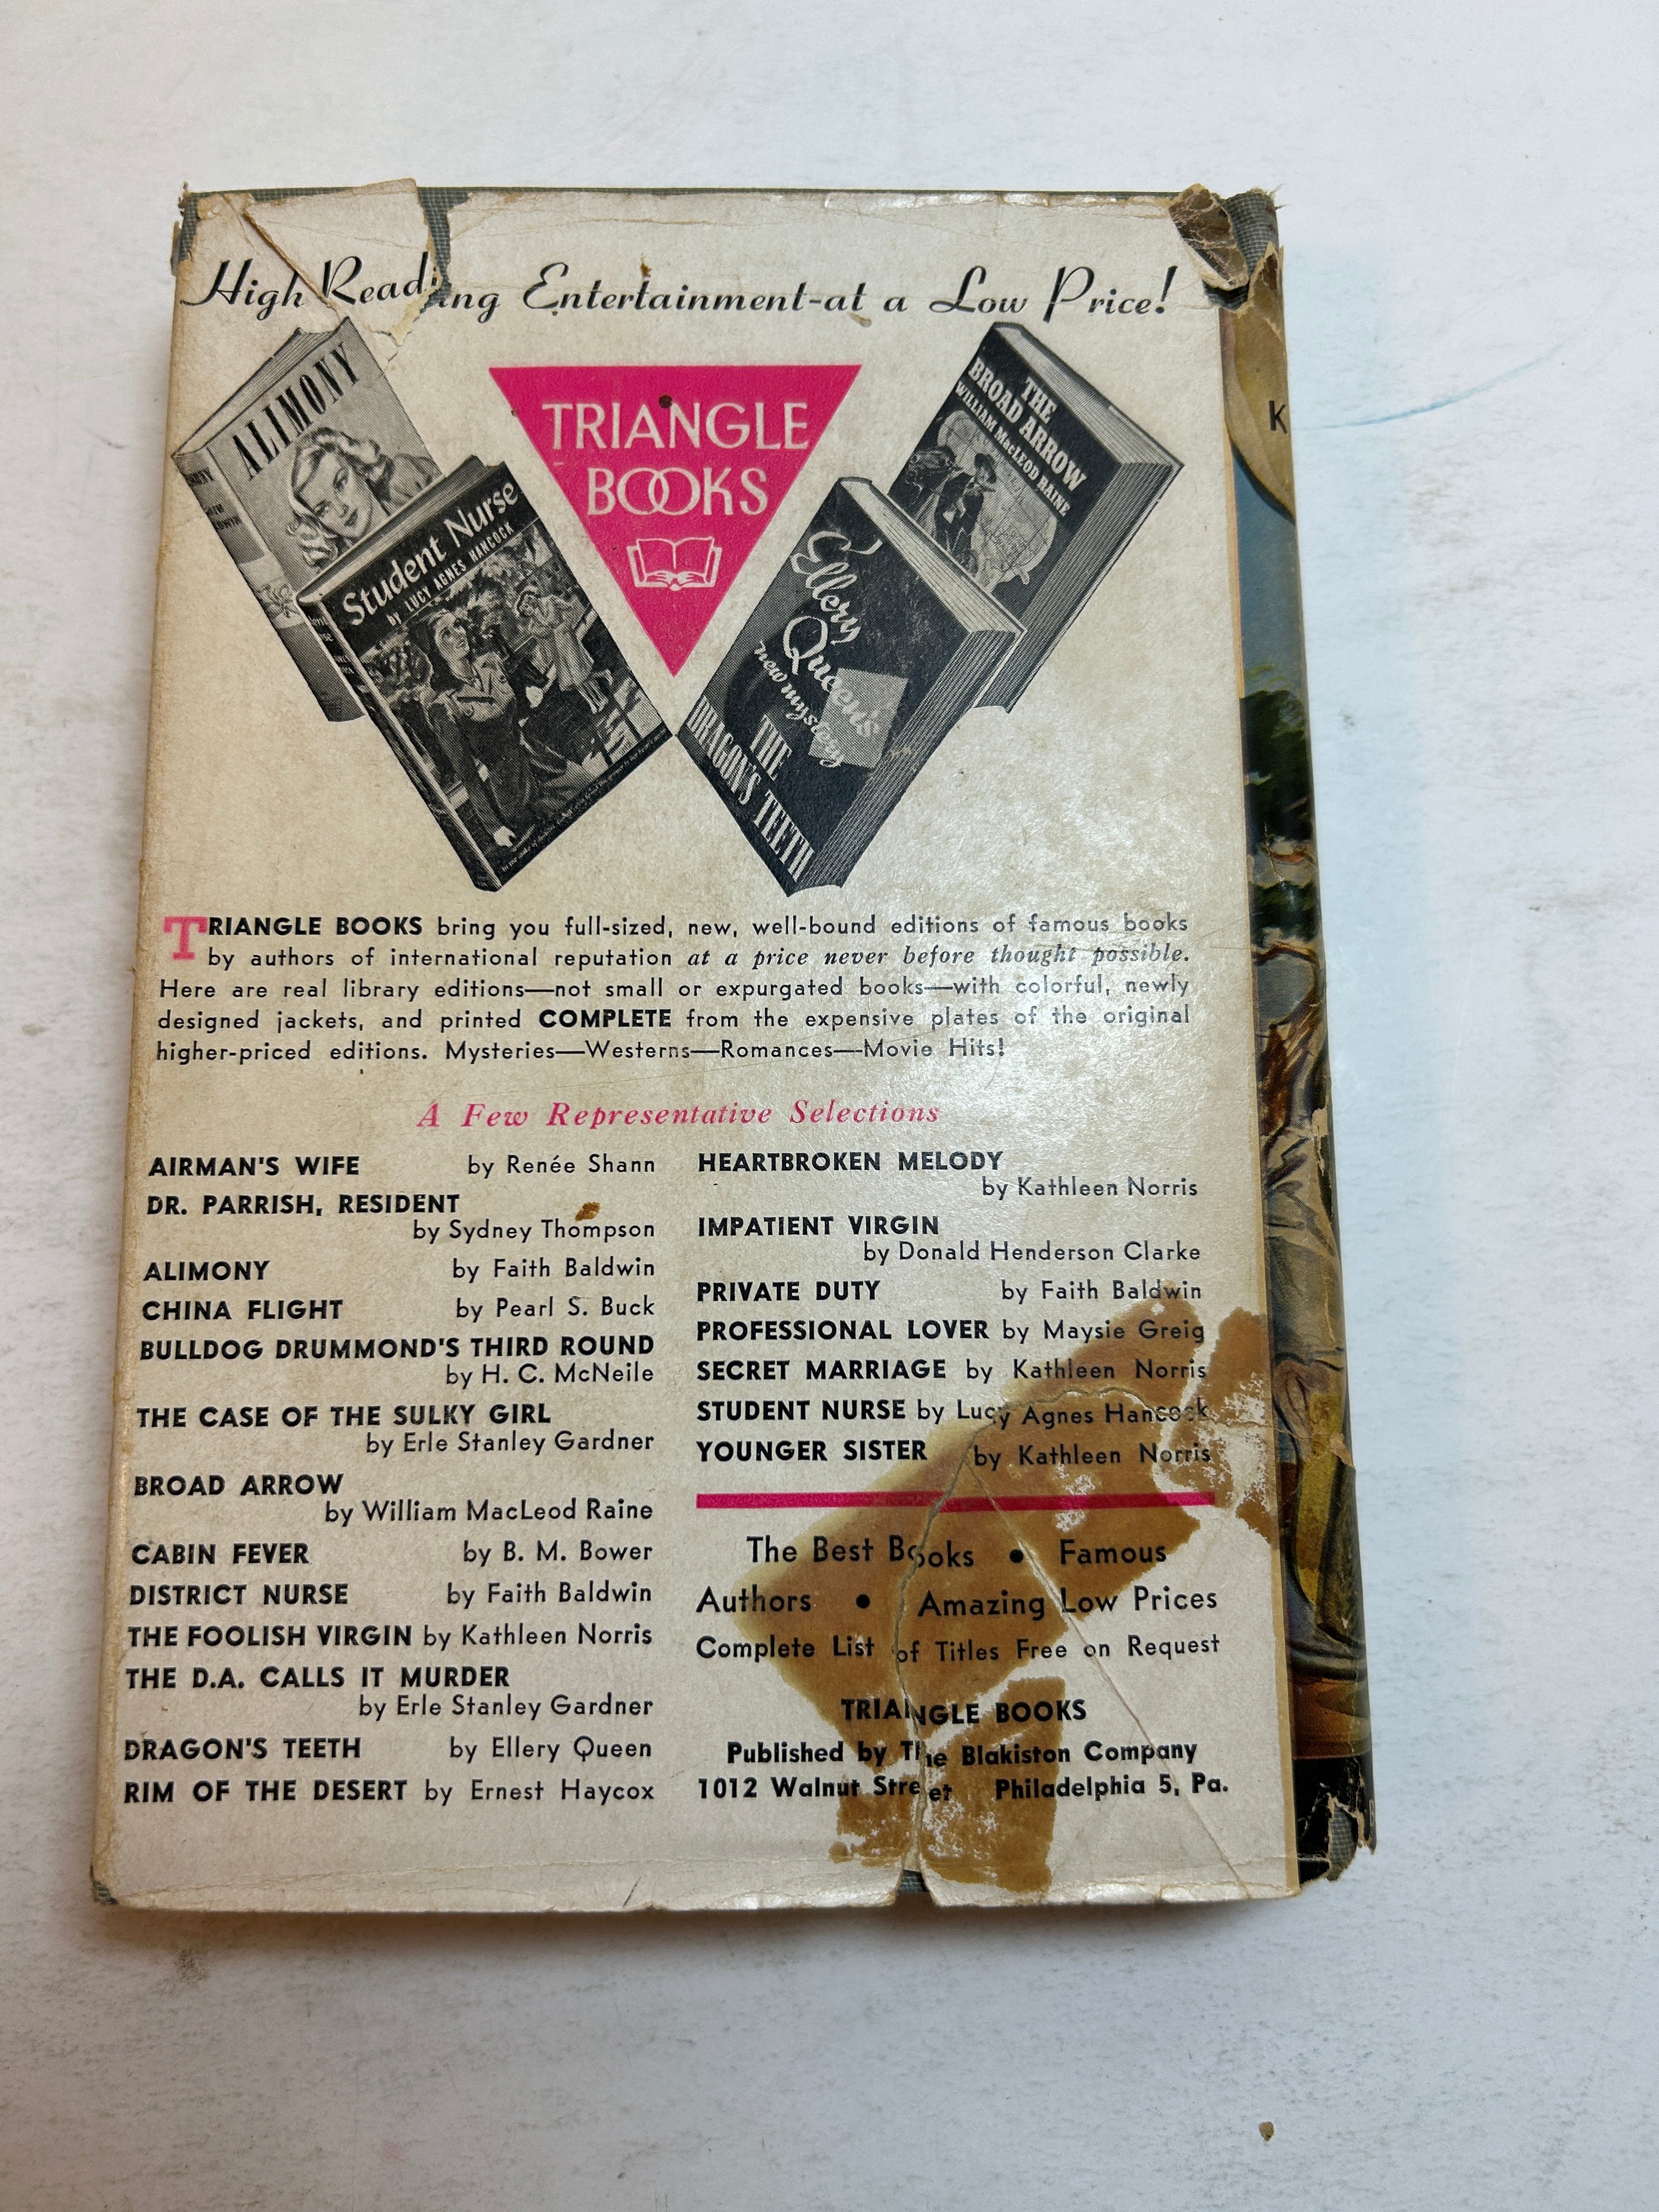 High Reading Entertainment-at a Low Price!
ALIMONY
Student Nurse
by LUCY AGNES HANCOCK
TRIANGLE
BOOKS
THE
BROAD ARROW
WILLIAM MacLEOD RAINE
Ellery
Queen's
new mystery
THE
DRAGON'S TEETH
K
TRIANGLE BOOKS bring you full-sized, new, well-bound editions of famous books
by authors of international reputation at a price never before thought possible.
Here are real library editions—not small or expurgated books—with colorful, newly
designed jackets, and printed COMPLETE from the expensive plates of the original
higher-priced editions. Mysteries—Westerns—Romances—Movie Hits!
A Few Representative Selections
AIRMAN'S WIFE by Renée Shann
DR. PARRISH, RESIDENT
by Sydney Thompson
ALIMONY by Faith Baldwin
CHINA FLIGHT by Pearl S. Buck
BULLDOG DRUMMOND'S THIRD ROUND
by H. C. McNeile
THE CASE OF THE SULKY GIRL
by Erle Stanley Gardner
BROAD ARROW
by William MacLeod Raine
CABIN FEVER by B. M. Bower
DISTRICT NURSE by Faith Baldwin
THE FOOLISH VIRGIN by Kathleen Norris
THE D.A. CALLS IT MURDER
by Erle Stanley Gardner
DRAGON'S TEETH by Ellery Queen
RIM OF THE DESERT by Ernest Haycox
HEARTBROKEN MELODY
by Kathleen Norris
IMPATIENT VIRGIN
by Donald Henderson Clarke
PRIVATE DUTY by Faith Baldwin
PROFESSIONAL LOVER by Maysie Greig
SECRET MARRIAGE by Kathleen Norris
STUDENT NURSE by Lucy Agnes Hancock
YOUNGER SISTER by Kathleen Norris
The Best Books • Famous
Authors • Amazing Low Prices
Complete List of Titles Free on Request
TRIANGLE BOOKS
Published by The Blakiston Company
1012 Walnut Street Philadelphia 5, Pa.